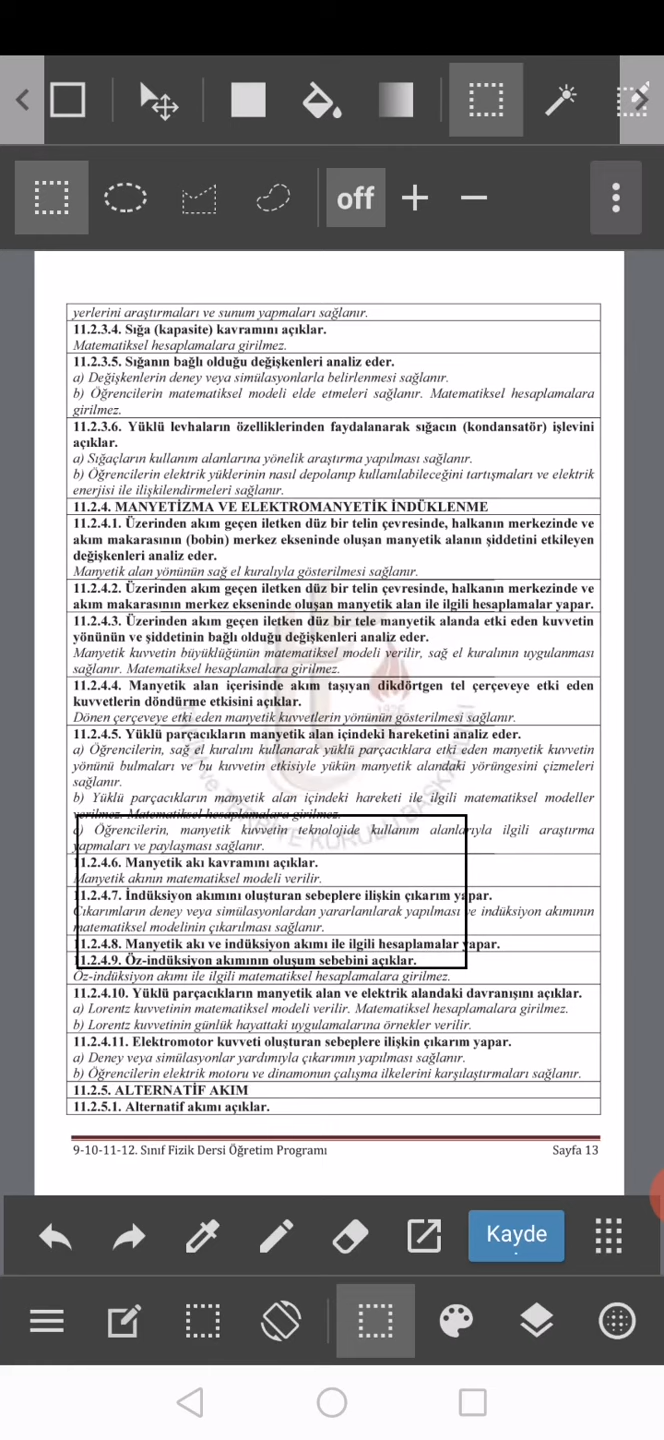 off
yerlerini araştırmaları ve sunum yapmaları sağlanır.
11.2.3.4. Sığa (kapasite) kavramını açıklar.
Matematiksel hesaplamalara girilmez.
11.2.3.5. Sığanın bağlı olduğu değişkenleri analiz eder.
a) Değişkenlerin deney veya simülasyonlarla belirlenmesi sağlanır.
b) Öğrencilerin matematiksel modeli elde etmeleri sağlanır. Matematiksel hesaplamalara
girilmez.
11.2.3.6. Yüklü levhaların özelliklerinden faydalanarak sığacın (kondansatör) işlevini
açıklar.
a) Sığaçların kullanım alanlarına yönelik araştırma yapılması sağlanır.
b) Öğrencilerin elektrik yüklerinin nasıl depolanıp kullanılabileceğini tartışmaları ve elektrik
enerjisi ile ilişkilendirmeleri sağlanır.
11.2.4. MANYETİZMA VE ELEKTROMANYETİK İNDÜKLENME
11.2.4.1. Üzerinden akım geçen iletken düz bir telin çevresinde, halkanın merkezinde ve
akım makarasının (bobin) merkez ekseninde oluşan manyetik alanın şiddetini etkileyen
değişkenleri analiz eder.
Manyetik alan yönünün sağ el kuralıyla gösterilmesi sağlanır.
11.2.4.2. Üzerinden akım geçen iletken düz bir telin çevresinde, halkanın merkezinde ve
akım makarasının merkez ekseninde oluşan manyetik alan ile ilgili hesaplamalar yapar.
11.2.4.3. Üzerinden akım geçen iletken düz bir tele manyetik alanda etki eden kuvvetin
yönünün ve şiddetinin bağlı olduğu değişkenleri analiz eder.
Manyetik kuvvetin büyüklüğünün matematiksel modeli verilir, sağ el kuralının uygulanması
sağlanır. Matematiksel hesaplamalara girilmez.
11.2.4.4. Manyetik alan içerisinde akım taşıyan dikdörtgen tel çerçeveye etki eden
kuvvetlerin döndürme etkisini açıklar.
Dönen çerçeveye etki eden manyetik kuvvetlerin yönünün gösterilmesi sağlanır.
11.2.4.5. Yüklü parçacıkların manyetik alan içindeki hareketini analiz eder.
a) Öğrencilerin, sağ el kuralını kullanarak yüklü parçacıklara etki eden manyetik kuvvetin
yönünü bulmaları ve bu kuvvetin etkisiyle yükün manyetik alandaki yörüngesini çizmeleri
sağlanır.
b) Yüklü parçacıkların manyetik alan içindeki hareketi ile ilgili matematiksel modeller
verilmez. Matematiksel hesaplamalara girilmez.
c) Öğrencilerin, manyetik kuvvetin teknolojide kullanım alanlarıyla ilgili araştırma
yapmaları ve paylaşması sağlanır.
11.2.4.6. Manyetik akı kavramını açıklar.
Manyetik akının matematiksel modeli verilir.
11.2.4.7. İndüksiyon akımını oluşturan sebeplere ilişkin çıkarım yapar.
Çıkarımların deney veya simülasyonlardan yararlanılarak yapılması ve indüksiyon akımının
matematiksel modelinin çıkarılması sağlanır.
11.2.4.8. Manyetik akı ve indüksiyon akımı ile ilgili hesaplamalar yapar.
11.2.4.9. Öz-indüksiyon akımının oluşum sebebini açıklar.
Öz-indüksiyon akımı ile ilgili matematiksel hesaplamalara girilmez.
11.2.4.10. Yüklü parçacıkların manyetik alan ve elektrik alandaki davranışını açıklar.
a) Lorentz kuvvetinin matematiksel modeli verilir. Matematiksel hesaplamalara girilmez.
b) Lorentz kuvvetinin günlük hayattaki uygulamalarına örnekler verilir.
11.2.4.11. Elektromotor kuvveti oluşturan sebeplere ilişkin çıkarım yapar.
a) Deney veya simülasyonlar yardımıyla çıkarımın yapılması sağlanır.
b) Öğrencilerin elektrik motoru ve dinamonun çalışma ilkelerini karşılaştırmaları sağlanır.
11.2.5. ALTERNATİF AKIM
11.2.5.1. Alternatif akımı açıklar.
9-10-11-12. Sınıf Fizik Dersi Öğretim Programı Sayfa 13
Kayde